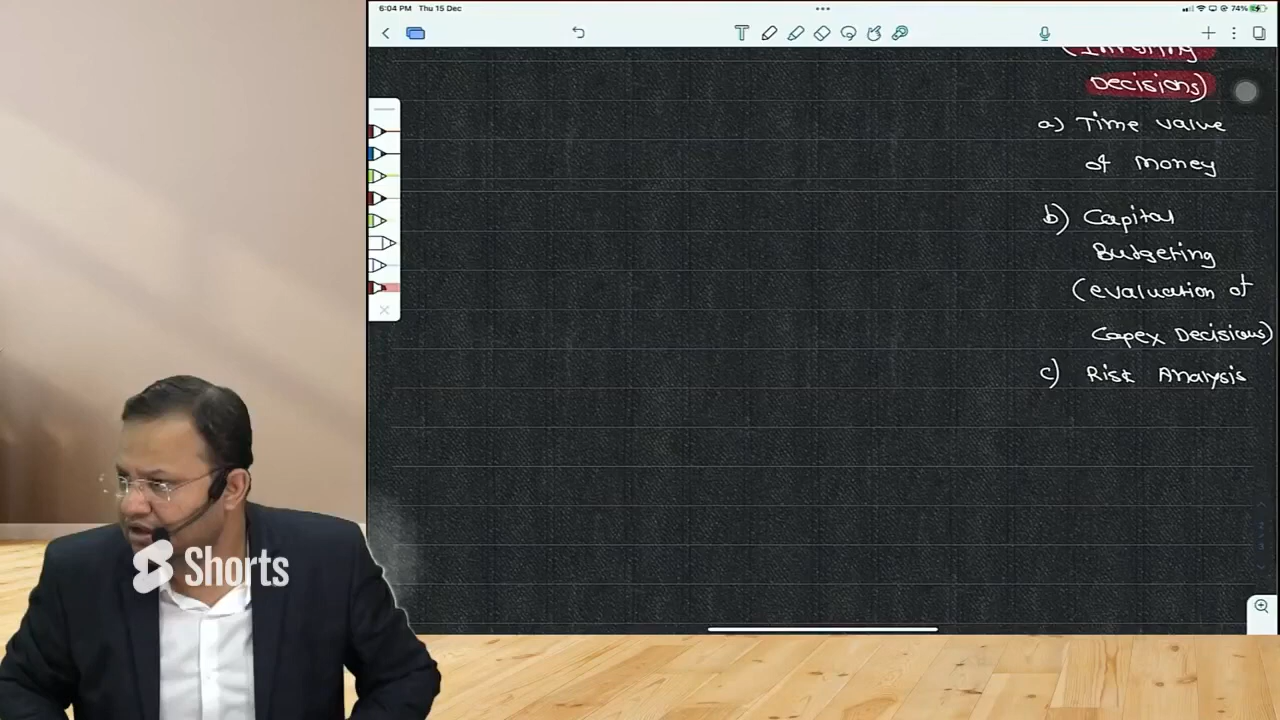 6:04 PM Thu 15 Dec
74%
T
Decisions)
a) Time value
of Money
b) Capital
Budgeting
(evaluation of
Capex Decisions)
c) Risk Analysis
Shorts